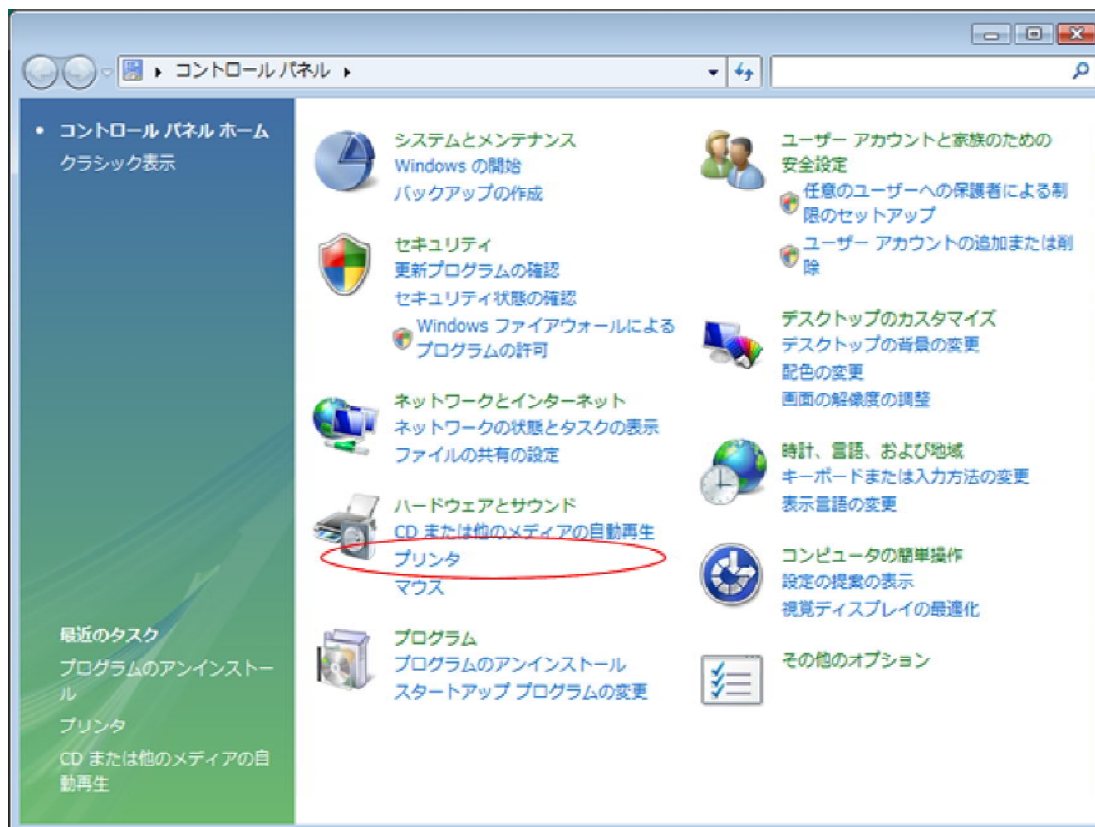 コントロール パネル
コントロール パネル ホーム
クラシック表示
システムとメンテナンス
Windows の開始
バックアップの作成
セキュリティ
更新プログラムの確認
セキュリティ状態の確認
Windows ファイアウォールによる
プログラムの許可
ネットワークとインターネット
ネットワークの状態とタスクの表示
ファイルの共有の設定
ハードウェアとサウンド
CD または他のメディアの自動再生
プリンタ
マウス
プログラム
プログラムのアンインストール
スタートアップ プログラムの変更
ユーザー アカウントと家族のための
安全設定
任意のユーザーへの保護者による制
限のセットアップ
ユーザー アカウントの追加または削
除
デスクトップのカスタマイズ
デスクトップの背景の変更
配色の変更
画面の解像度の調整
時計、言語、および地域
キーボードまたは入力方法の変更
表示言語の変更
コンピュータの簡単操作
設定の提案の表示
視覚ディスプレイの最適化
その他のオプション
最近のタスク
プログラムのアンインストー
ル
プリンタ
CD または他のメディアの自
動再生